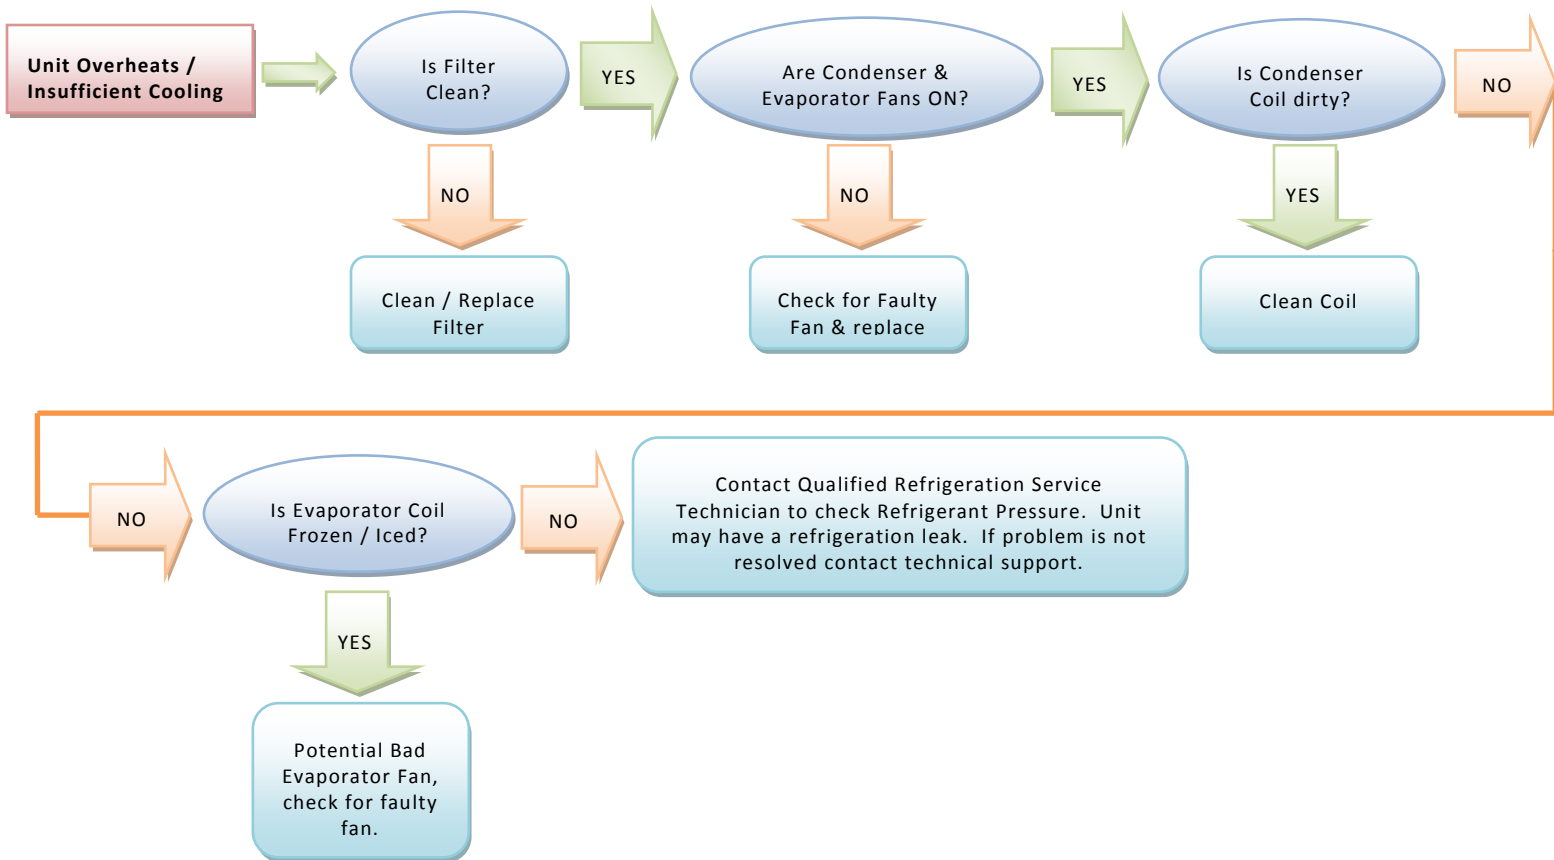 Unit Overheats /
Insufficient Cooling
Is Filter
Clean?
YES
Are Condenser &
Evaporator Fans ON?
YES
Is Condenser
Coil dirty?
NO
NO
NO
YES
Clean / Replace
Filter
Check for Faulty
Fan & replace
Clean Coil
NO
Is Evaporator Coil
Frozen / Iced?
NO
Contact Qualified Refrigeration Service
Technician to check Refrigerant Pressure.  Unit
may have a refrigeration leak.  If problem is not
resolved contact technical support.
YES
Potential Bad
Evaporator Fan,
check for faulty
fan.